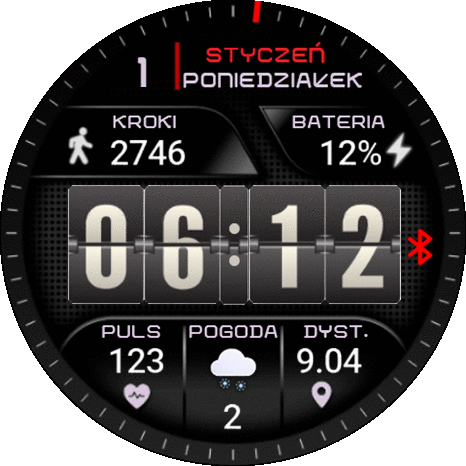 STYCZEŃ
1 PONIEDZIAŁEK
KROKI
2746
BATERIA
12%
06:12
PULS
123
POGODA
2
DYST.
9.04